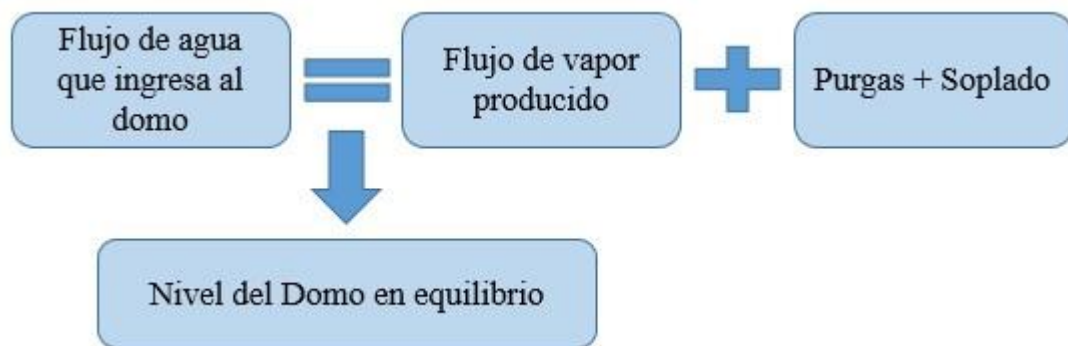 Flujo de agua
que ingresa al
domo
Flujo de vapor
producido
Purgas + Soplado
Nivel del Domo en equilibrio